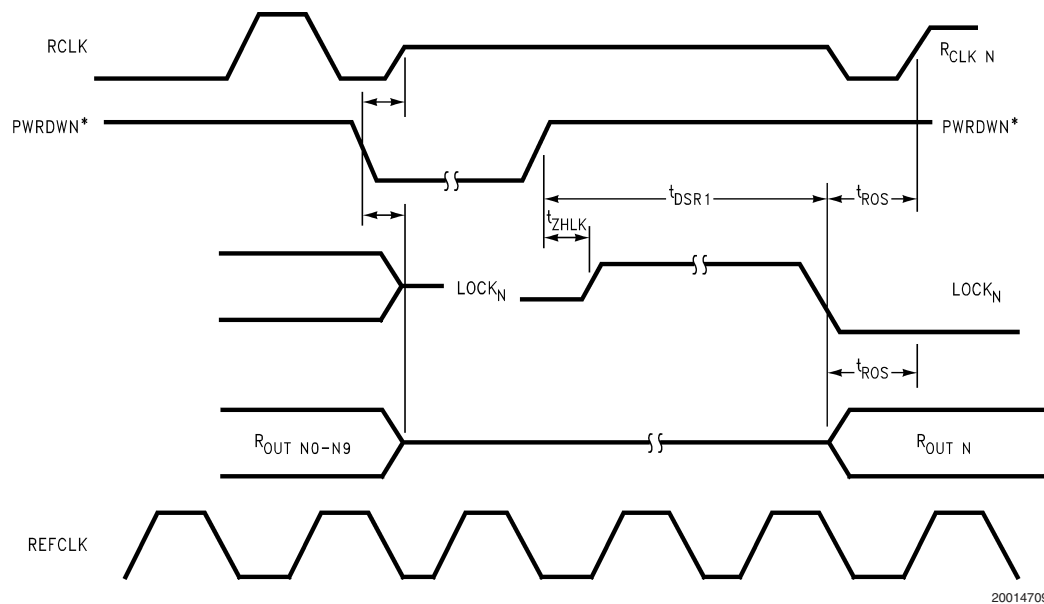 RCLK
RCLK N
PWRDWN*
PWRDWN*
tDSR1
tROS
tZHLK
LOCKN
LOCKN
tROS
ROUT N0-N9
ROUT N
REFCLK
20014709